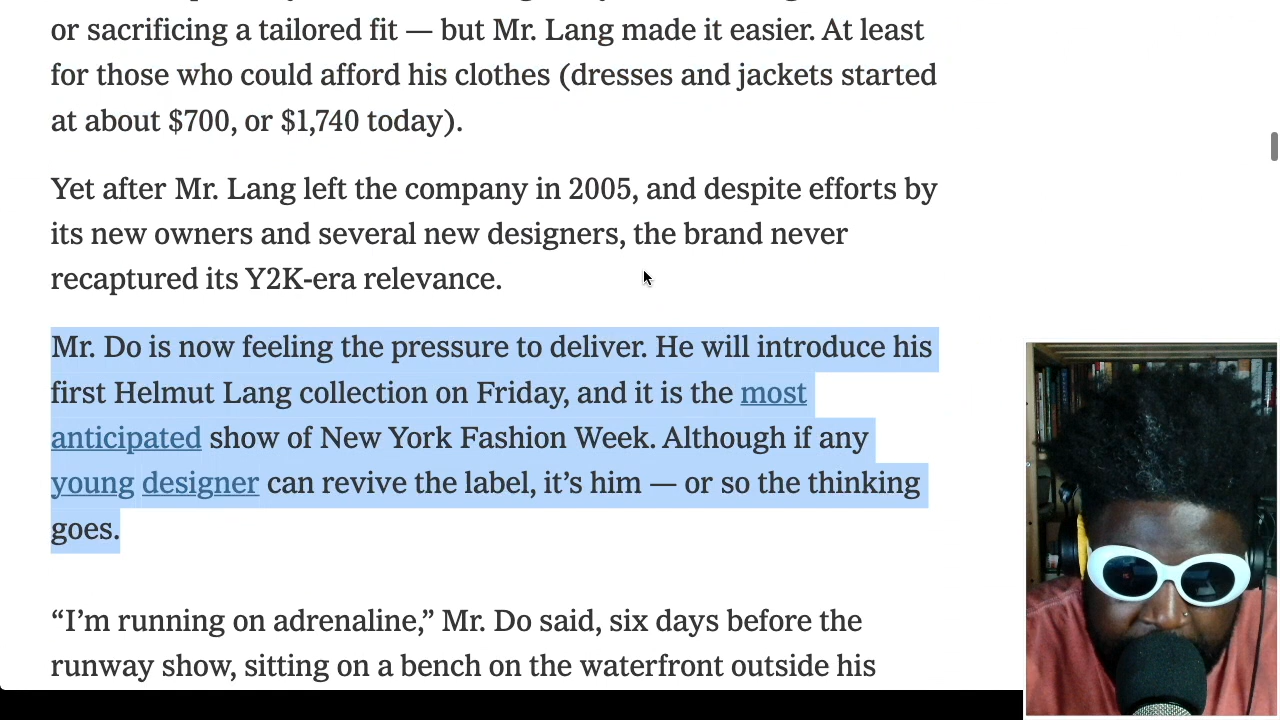 or sacrificing a tailored fit — but Mr. Lang made it easier. At least
for those who could afford his clothes (dresses and jackets started
at about $700, or $1,740 today).
Yet after Mr. Lang left the company in 2005, and despite efforts by
its new owners and several new designers, the brand never
recaptured its Y2K-era relevance.
Mr. Do is now feeling the pressure to deliver. He will introduce his
first Helmut Lang collection on Friday, and it is the most
anticipated show of New York Fashion Week. Although if any
young designer can revive the label, it’s him — or so the thinking
goes.
“I’m running on adrenaline,” Mr. Do said, six days before the
runway show, sitting on a bench on the waterfront outside his